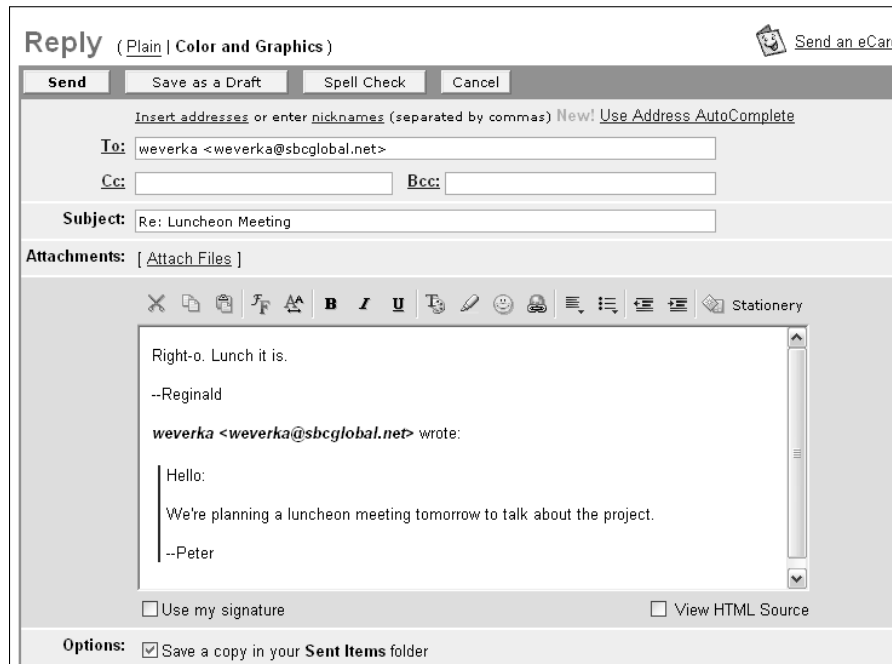 Reply ( Plain | Color and Graphics )
Send an eCar
Send Save as a Draft Spell Check Cancel
Insert addresses or enter nicknames (separated by commas) New! Use Address AutoComplete
To: weverka <weverka@sbcglobal.net>
Cc: Bcc:
Subject: Re: Luncheon Meeting
Attachments: [ Attach Files ]
B I U Stationery
Right-o. Lunch it is.
--Reginald
weverka <weverka@sbcglobal.net> wrote:
Hello:
We're planning a luncheon meeting tomorrow to talk about the project.
--Peter
Use my signature View HTML Source
Options: Save a copy in your Sent Items folder